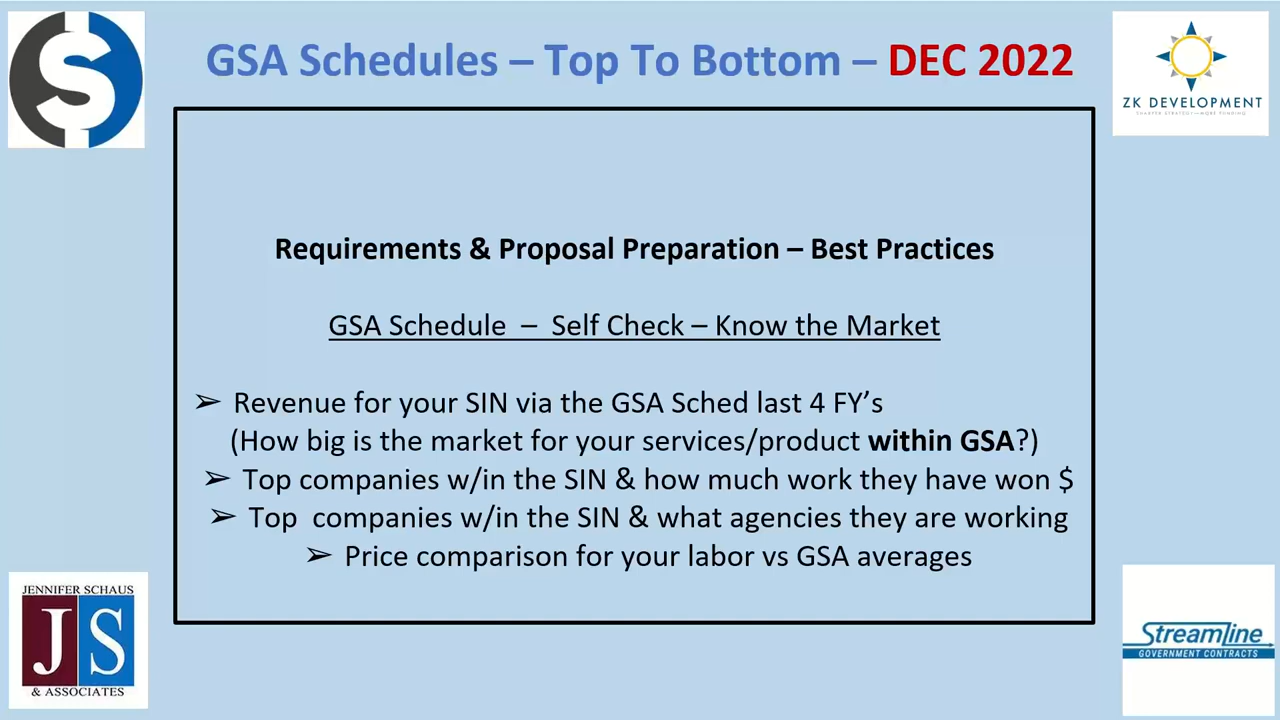 GSA Schedules – Top To Bottom – DEC 2022
$
ZK DEVELOPMENT
Requirements & Proposal Preparation – Best Practices
GSA Schedule – Self Check – Know the Market
➢ Revenue for your SIN via the GSA Sched last 4 FY’s
(How big is the market for your services/product within GSA?)
➢ Top companies w/in the SIN & how much work they have won $
➢ Top companies w/in the SIN & what agencies they are working
➢ Price comparison for your labor vs GSA averages
JENNIFER SCHAUS
JS
& ASSOCIATES
Streamline
GOVERNMENT CONTRACTS